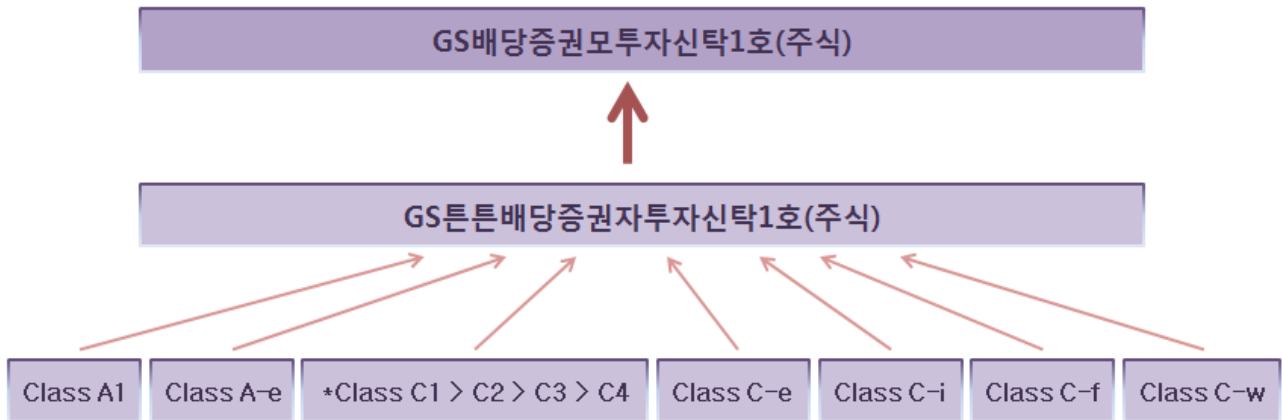 GS배당증권모투자신탁1호(주식)
GS튼튼배당증권자투자신탁1호(주식)
Class A1
Class A-e
*Class C1 > C2 > C3 > C4
Class C-e
Class C-i
Class C-f
Class C-w